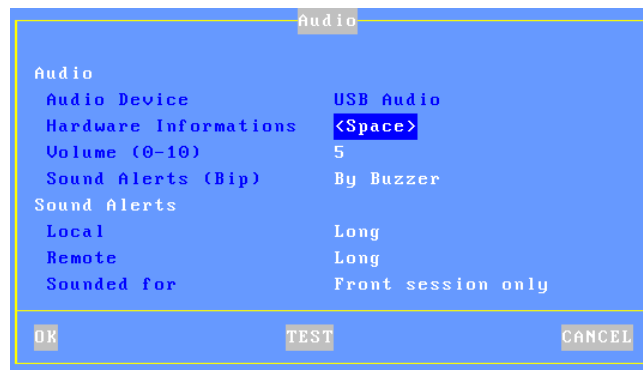 Audio
Audio
Audio Device USB Audio
Hardware Informations <Space>
Volume (0-10) 5
Sound Alerts (Bip) By Buzzer
Sound Alerts
Local Long
Remote Long
Sounded for Front session only
OK TEST CANCEL